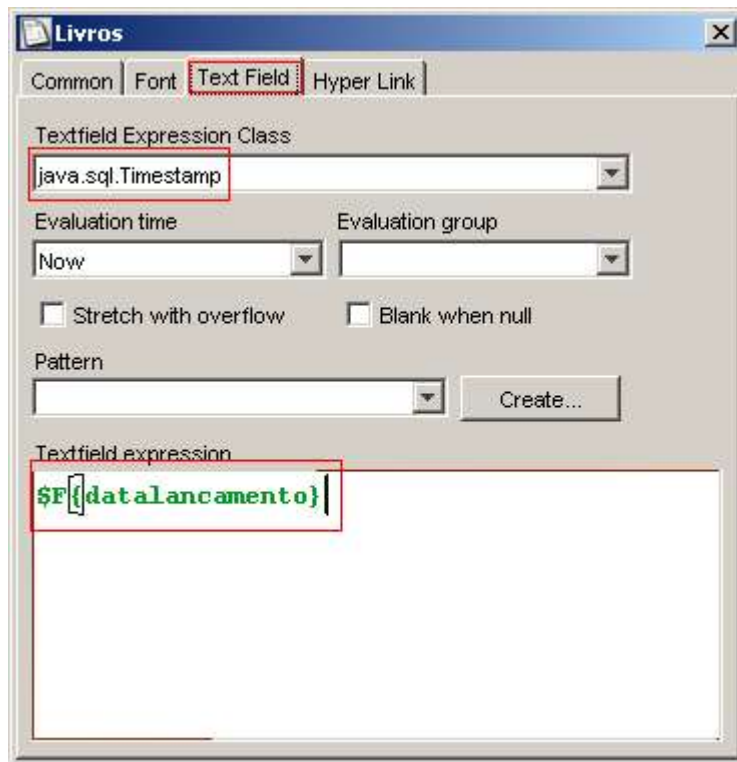 Livros
Common Font Text Field Hyper Link
Textfield Expression Class
java.sql.Timestamp
Evaluation time Evaluation group
Now
Stretch with overflow Blank when null
Pattern
Create...
Textfield expression
$F{datalancamento}